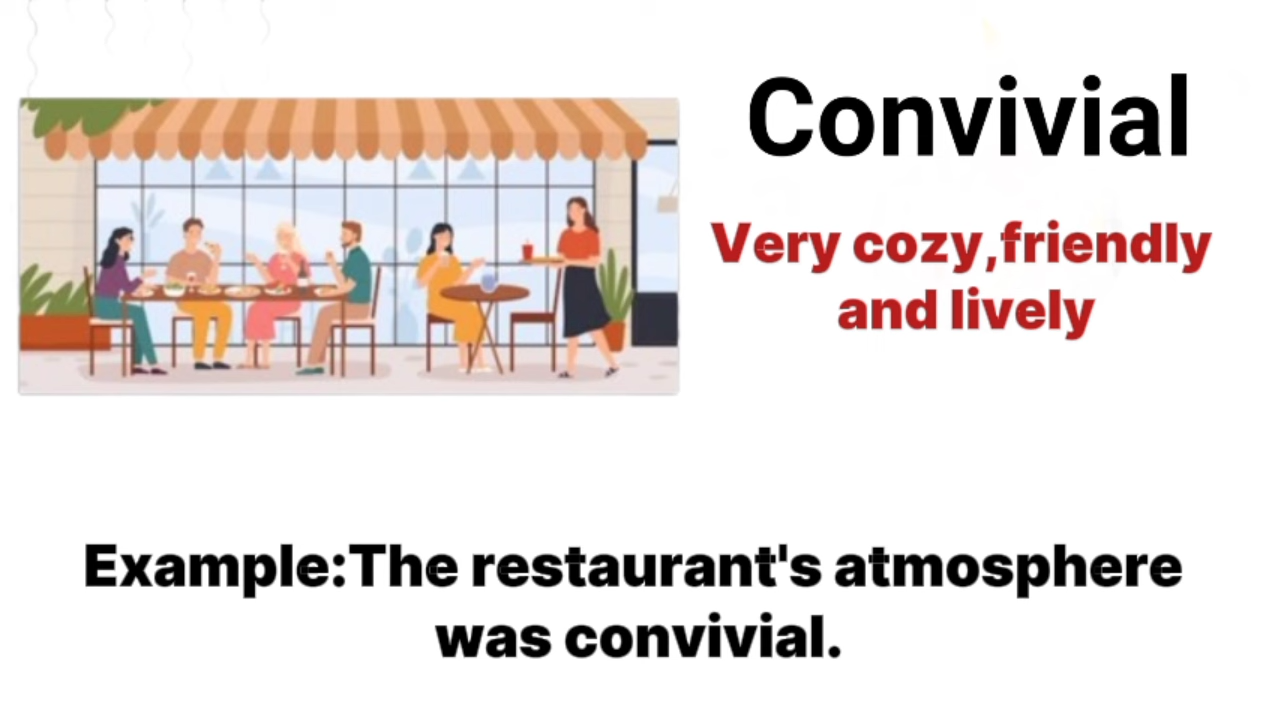 Convivial
Very cozy,friendly
and lively
Example:The restaurant's atmosphere
was convivial.